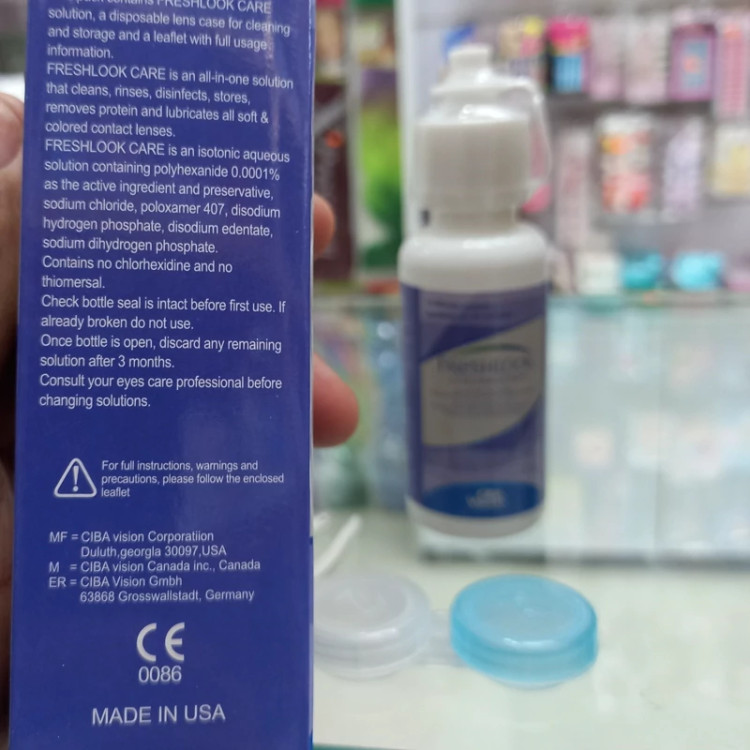 FRESHLOOK CARE
solution, a disposable lens case for cleaning
and storage and a leaflet with full usage
information.
FRESHLOOK CARE is an all-in-one solution
that cleans, rinses, disinfects, stores,
removes protein and lubricates all soft &
colored contact lenses.
FRESHLOOK CARE is an isotonic aqueous
solution containing polyhexanide 0.0001%
as the active ingredient and preservative,
sodium chloride, poloxamer 407, disodium
hydrogen phosphate, disodium edentate,
sodium dihydrogen phosphate.
Contains no chlorhexidine and no
thiomersal.
Check bottle seal is intact before first use. If
already broken do not use.
Once bottle is open, discard any remaining
solution after 3 months.
Consult your eyes care professional before
changing solutions.
For full instructions, warnings and
precautions, please follow the enclosed
leaflet
MF = CIBA vision Corporatiion
Duluth,georgla 30097,USA
M = CIBA vision Canada inc., Canada
ER = CIBA Vision Gmbh
63868 Grosswallstadt, Germany
CE
0086
MADE IN USA
FRESHLOOK